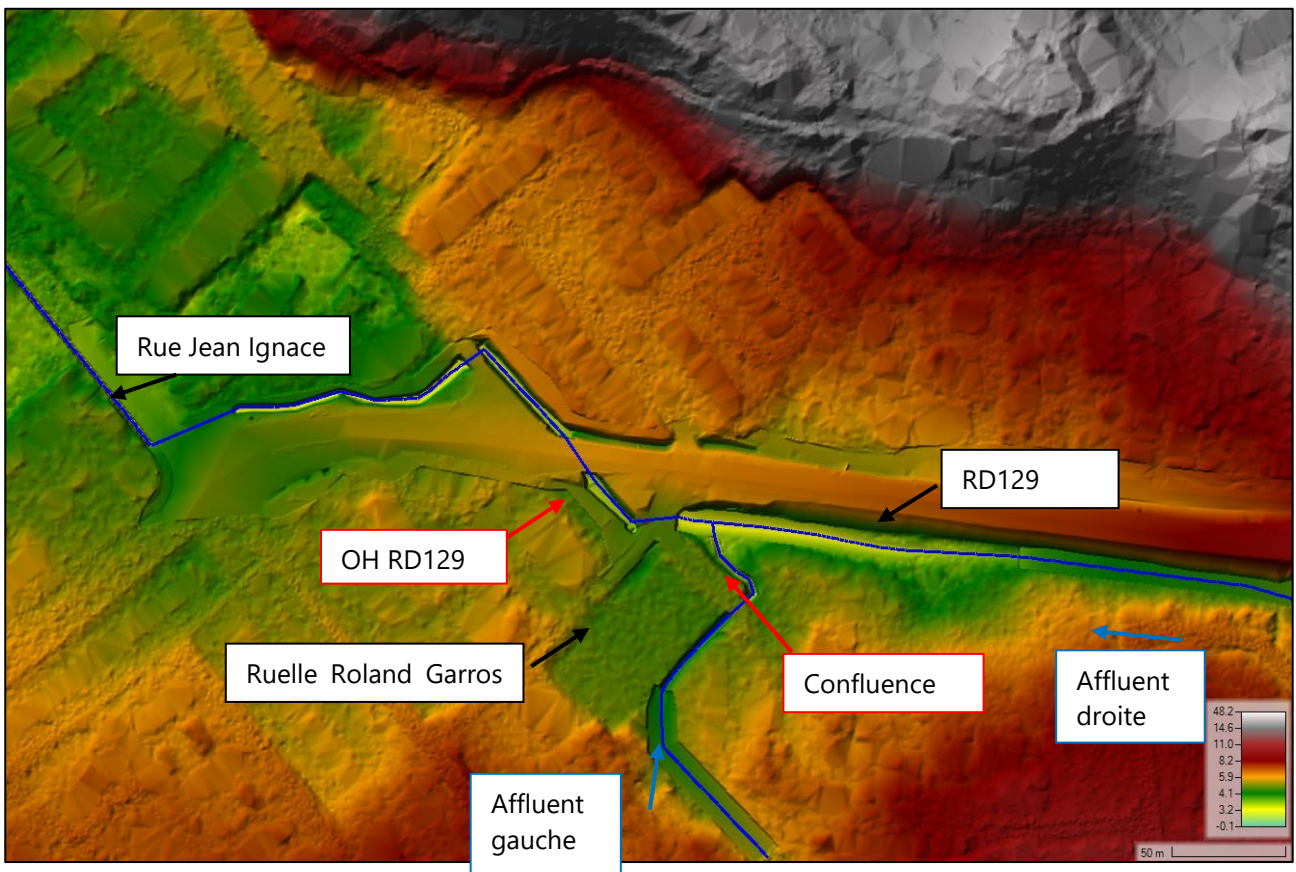 Rue Jean Ignace
RD129
OH RD129
Ruelle Roland Garros
Confluence
Affluent
droite
Affluent
gauche
48.2
14.6
11.0
8.2
5.9
4.1
3.2
-0.1
50 m